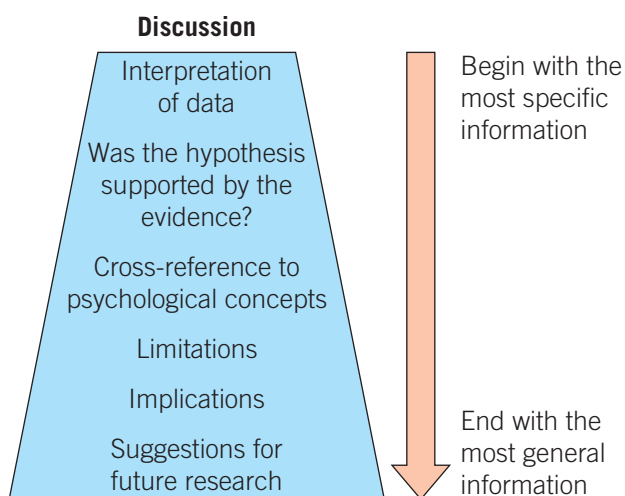 Discussion
Interpretation
of data
Was the hypothesis
supported by the
evidence?
Cross-reference to
psychological concepts
Limitations
Implications
Suggestions for
future research
Begin with the
most specific
information
End with the
most general
information